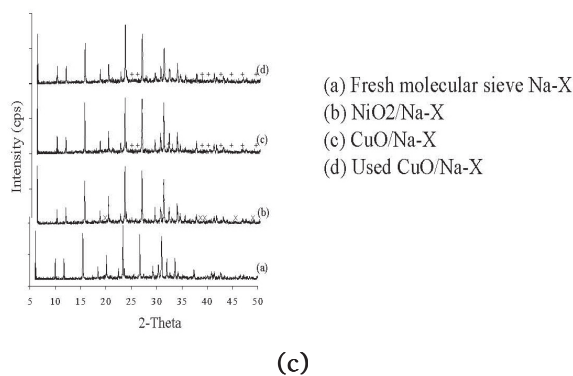 Intensity (cps)
(d)
(c)
(b)
(a)
5 10 15 20 25 30 35 40 45 50
2-Theta
(a) Fresh molecular sieve Na-X
(b) NiO2/Na-X
(c) CuO/Na-X
(d) Used CuO/Na-X
(c)